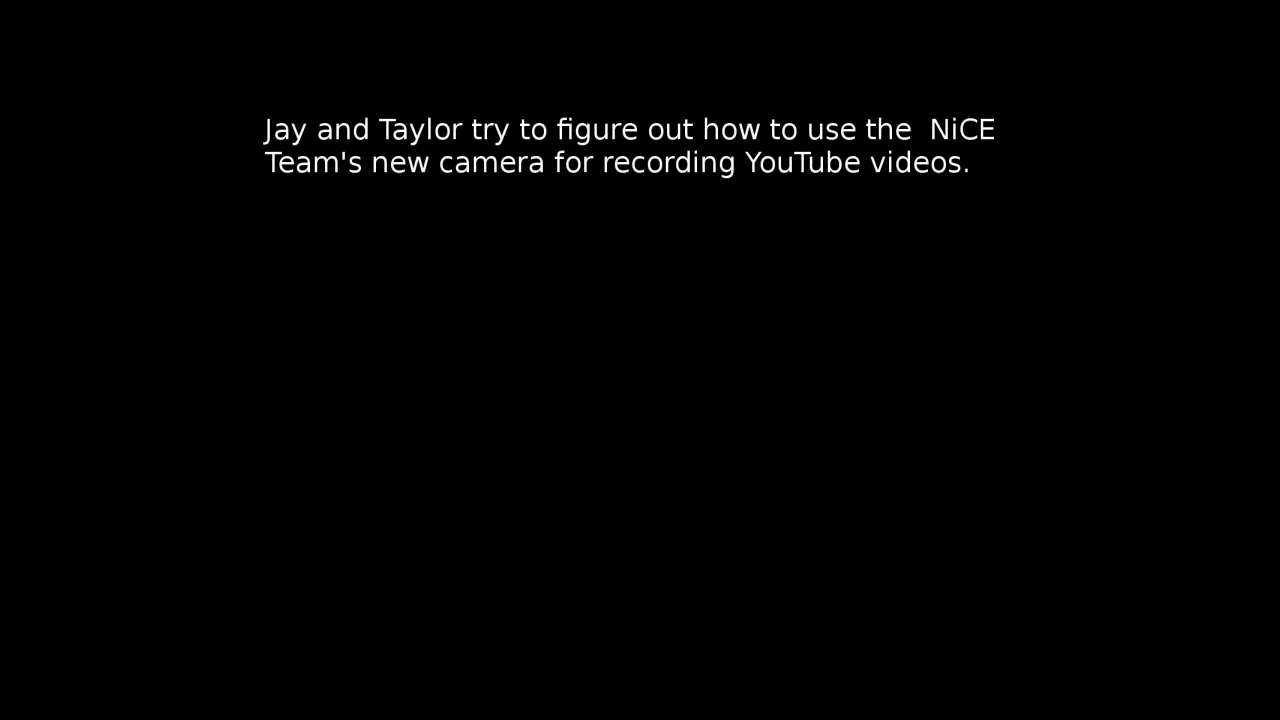 Jay and Taylor try to figure out how to use the  NiCE
Team's new camera for recording YouTube videos.